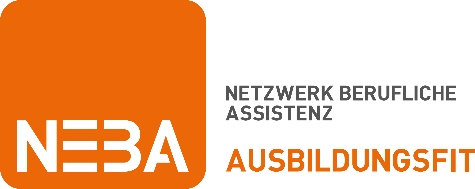 NEBA
NETZWERK BERUFLICHE
ASSISTENZ
AUSBILDUNGSFIT